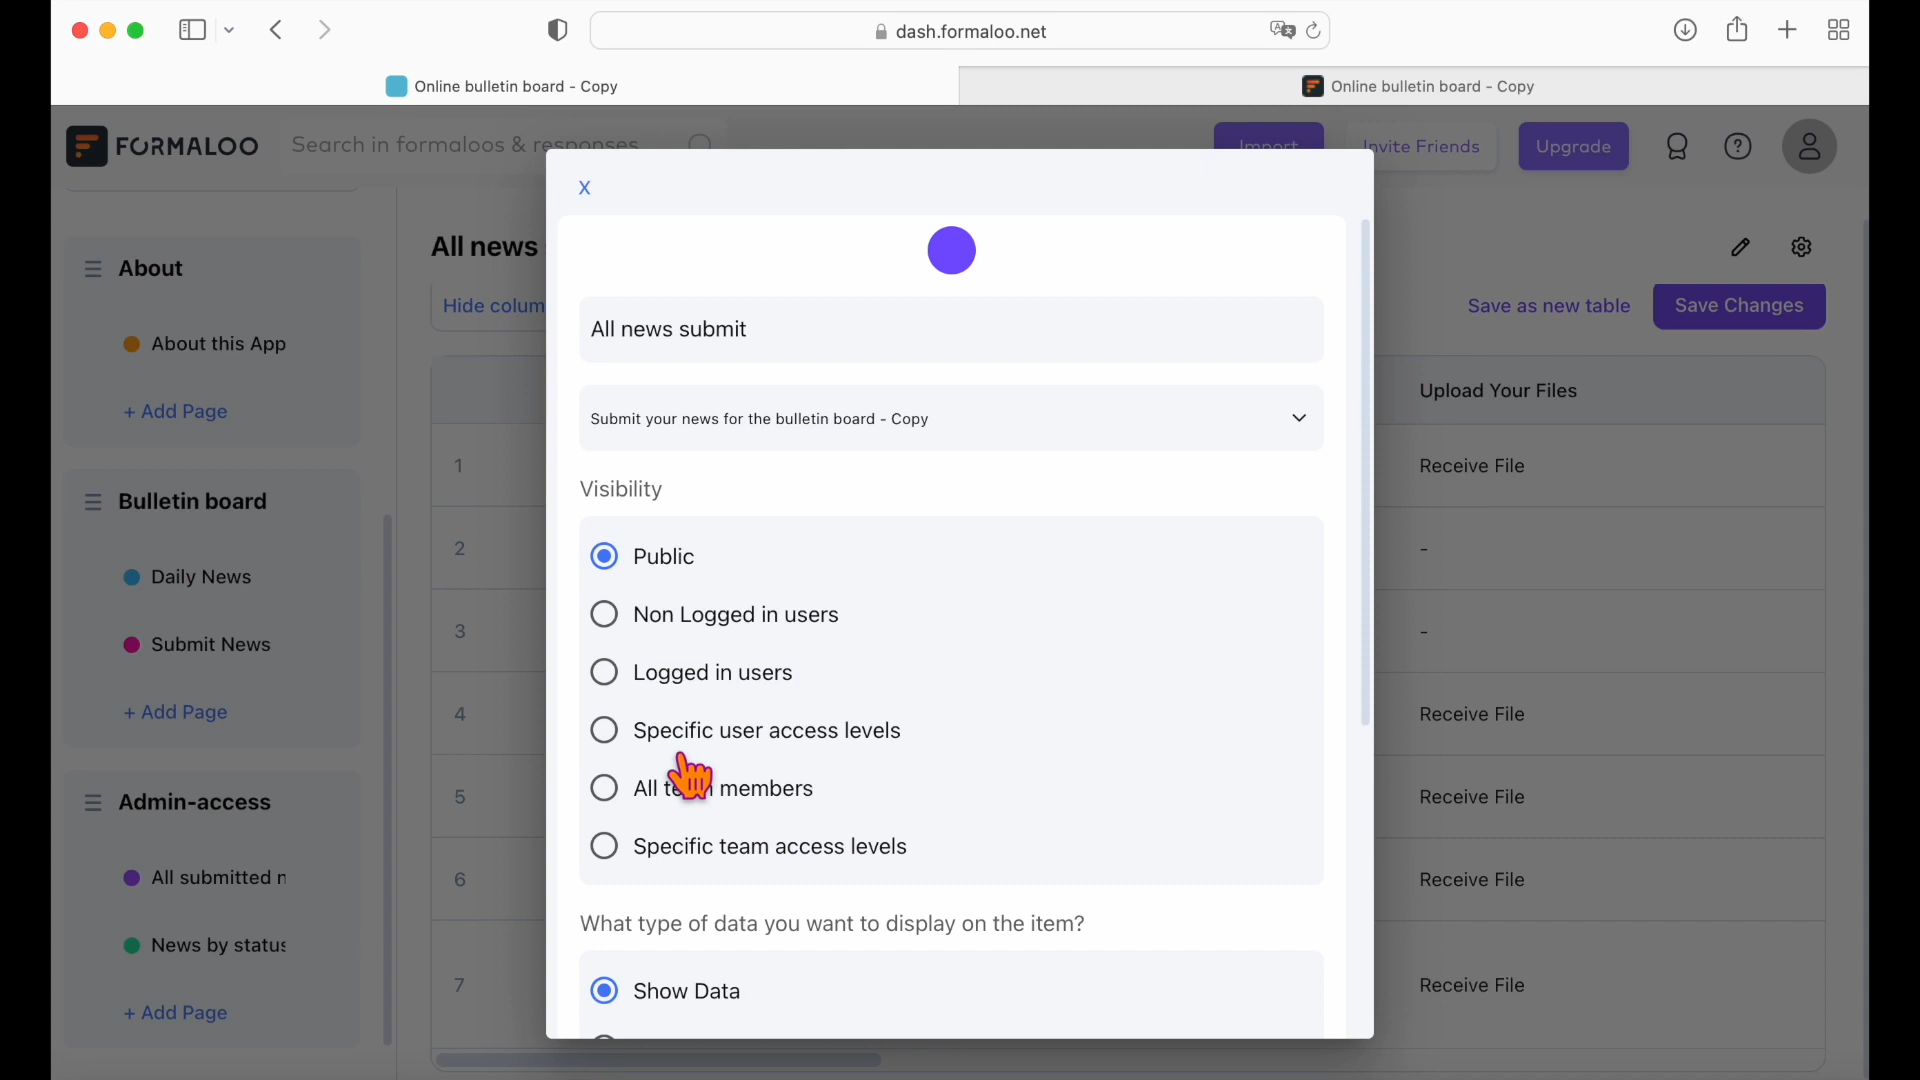 dash.formaloo.net
Online bulletin board - Copy
Online bulletin board - Copy
FORMALOO
Search in formaloos & responses
Import
Invite Friends
Upgrade
X
About
About this App
+ Add Page
Bulletin board
Daily News
Submit News
+ Add Page
Admin-access
All submitted
News by status
+ Add Page
All news
Hide colum
Save as new table
Save Changes
Upload Your Files
1
Receive File
2
-
3
-
4
Receive File
5
Receive File
6
Receive File
7
Receive File
All news submit
Submit your news for the bulletin board - Copy
Visibility
Public
Non Logged in users
Logged in users
Specific user access levels
All team members
Specific team access levels
What type of data you want to display on the item?
Show Data